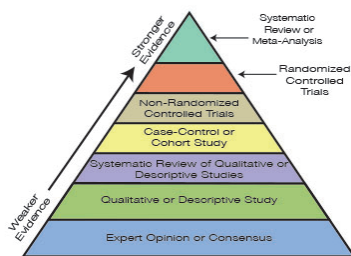 Systematic
Review or
Meta-Analysis
Stronger
Evidence
Randomized
Controlled
Trials
Non-Randomized
Controlled Trials
Case-Control or
Cohort Study
Systematic Review of Qualitative or
Descriptive Studies
Qualitative or Descriptive Study
Weaker
Evidence
Expert Opinion or Consensus